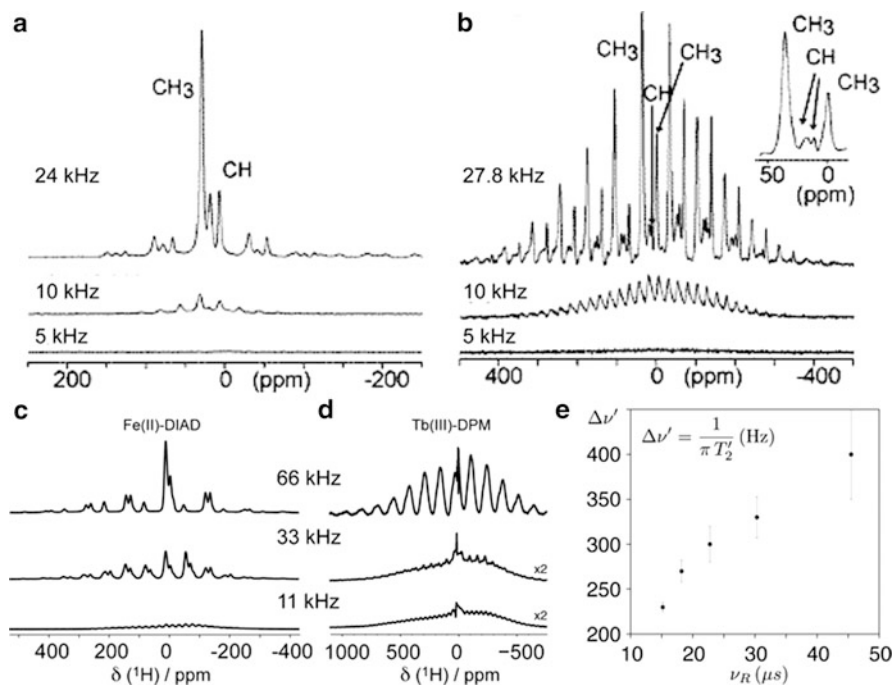 a
CH3
CH
24 kHz
10 kHz
5 kHz
200 0 (ppm) -200
b
CH3
CH3
CH
27.8 kHz
10 kHz
5 kHz
400 0 (ppm) -400
CH3
CH
CH3
50 0
(ppm)
c
Fe(II)-DIAD
66 kHz
33 kHz
11 kHz
400 200 0 -200 -400
δ (¹H) / ppm
d
Tb(III)-DPM
x2
x2
1000 500 0 -500
δ (¹H) / ppm
e
Δν′
Δν′ = 1 / (π T₂′) (Hz)
450
400
350
300
250
200
10 20 30 40 50
ν_R (μs)